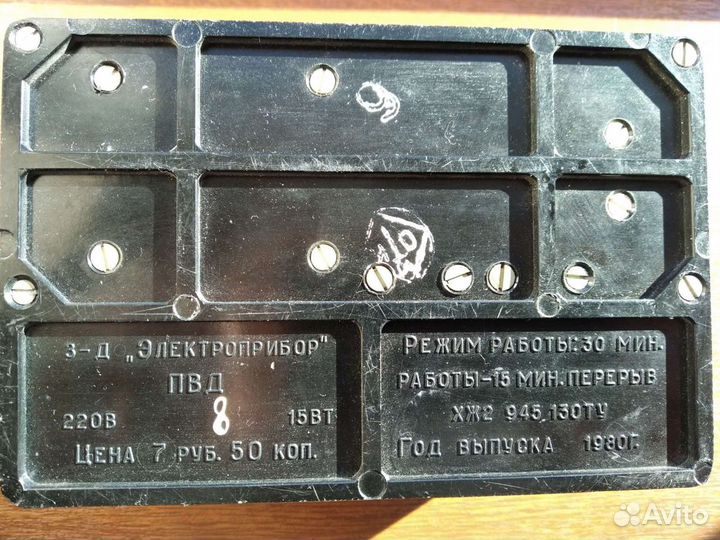 З-Д „ЭЛЕКТРОПРИБОР"
ПВД
220В 8 15ВТ
ЦЕНА 7 РУБ. 50 КОП.
РЕЖИМ РАБОТЫ: 30 МИН.
РАБОТЫ-15 МИН. ПЕРЕРЫВ
ХЖ2 945.130ТУ
ГОД ВЫПУСКА 1980Г.
Avito